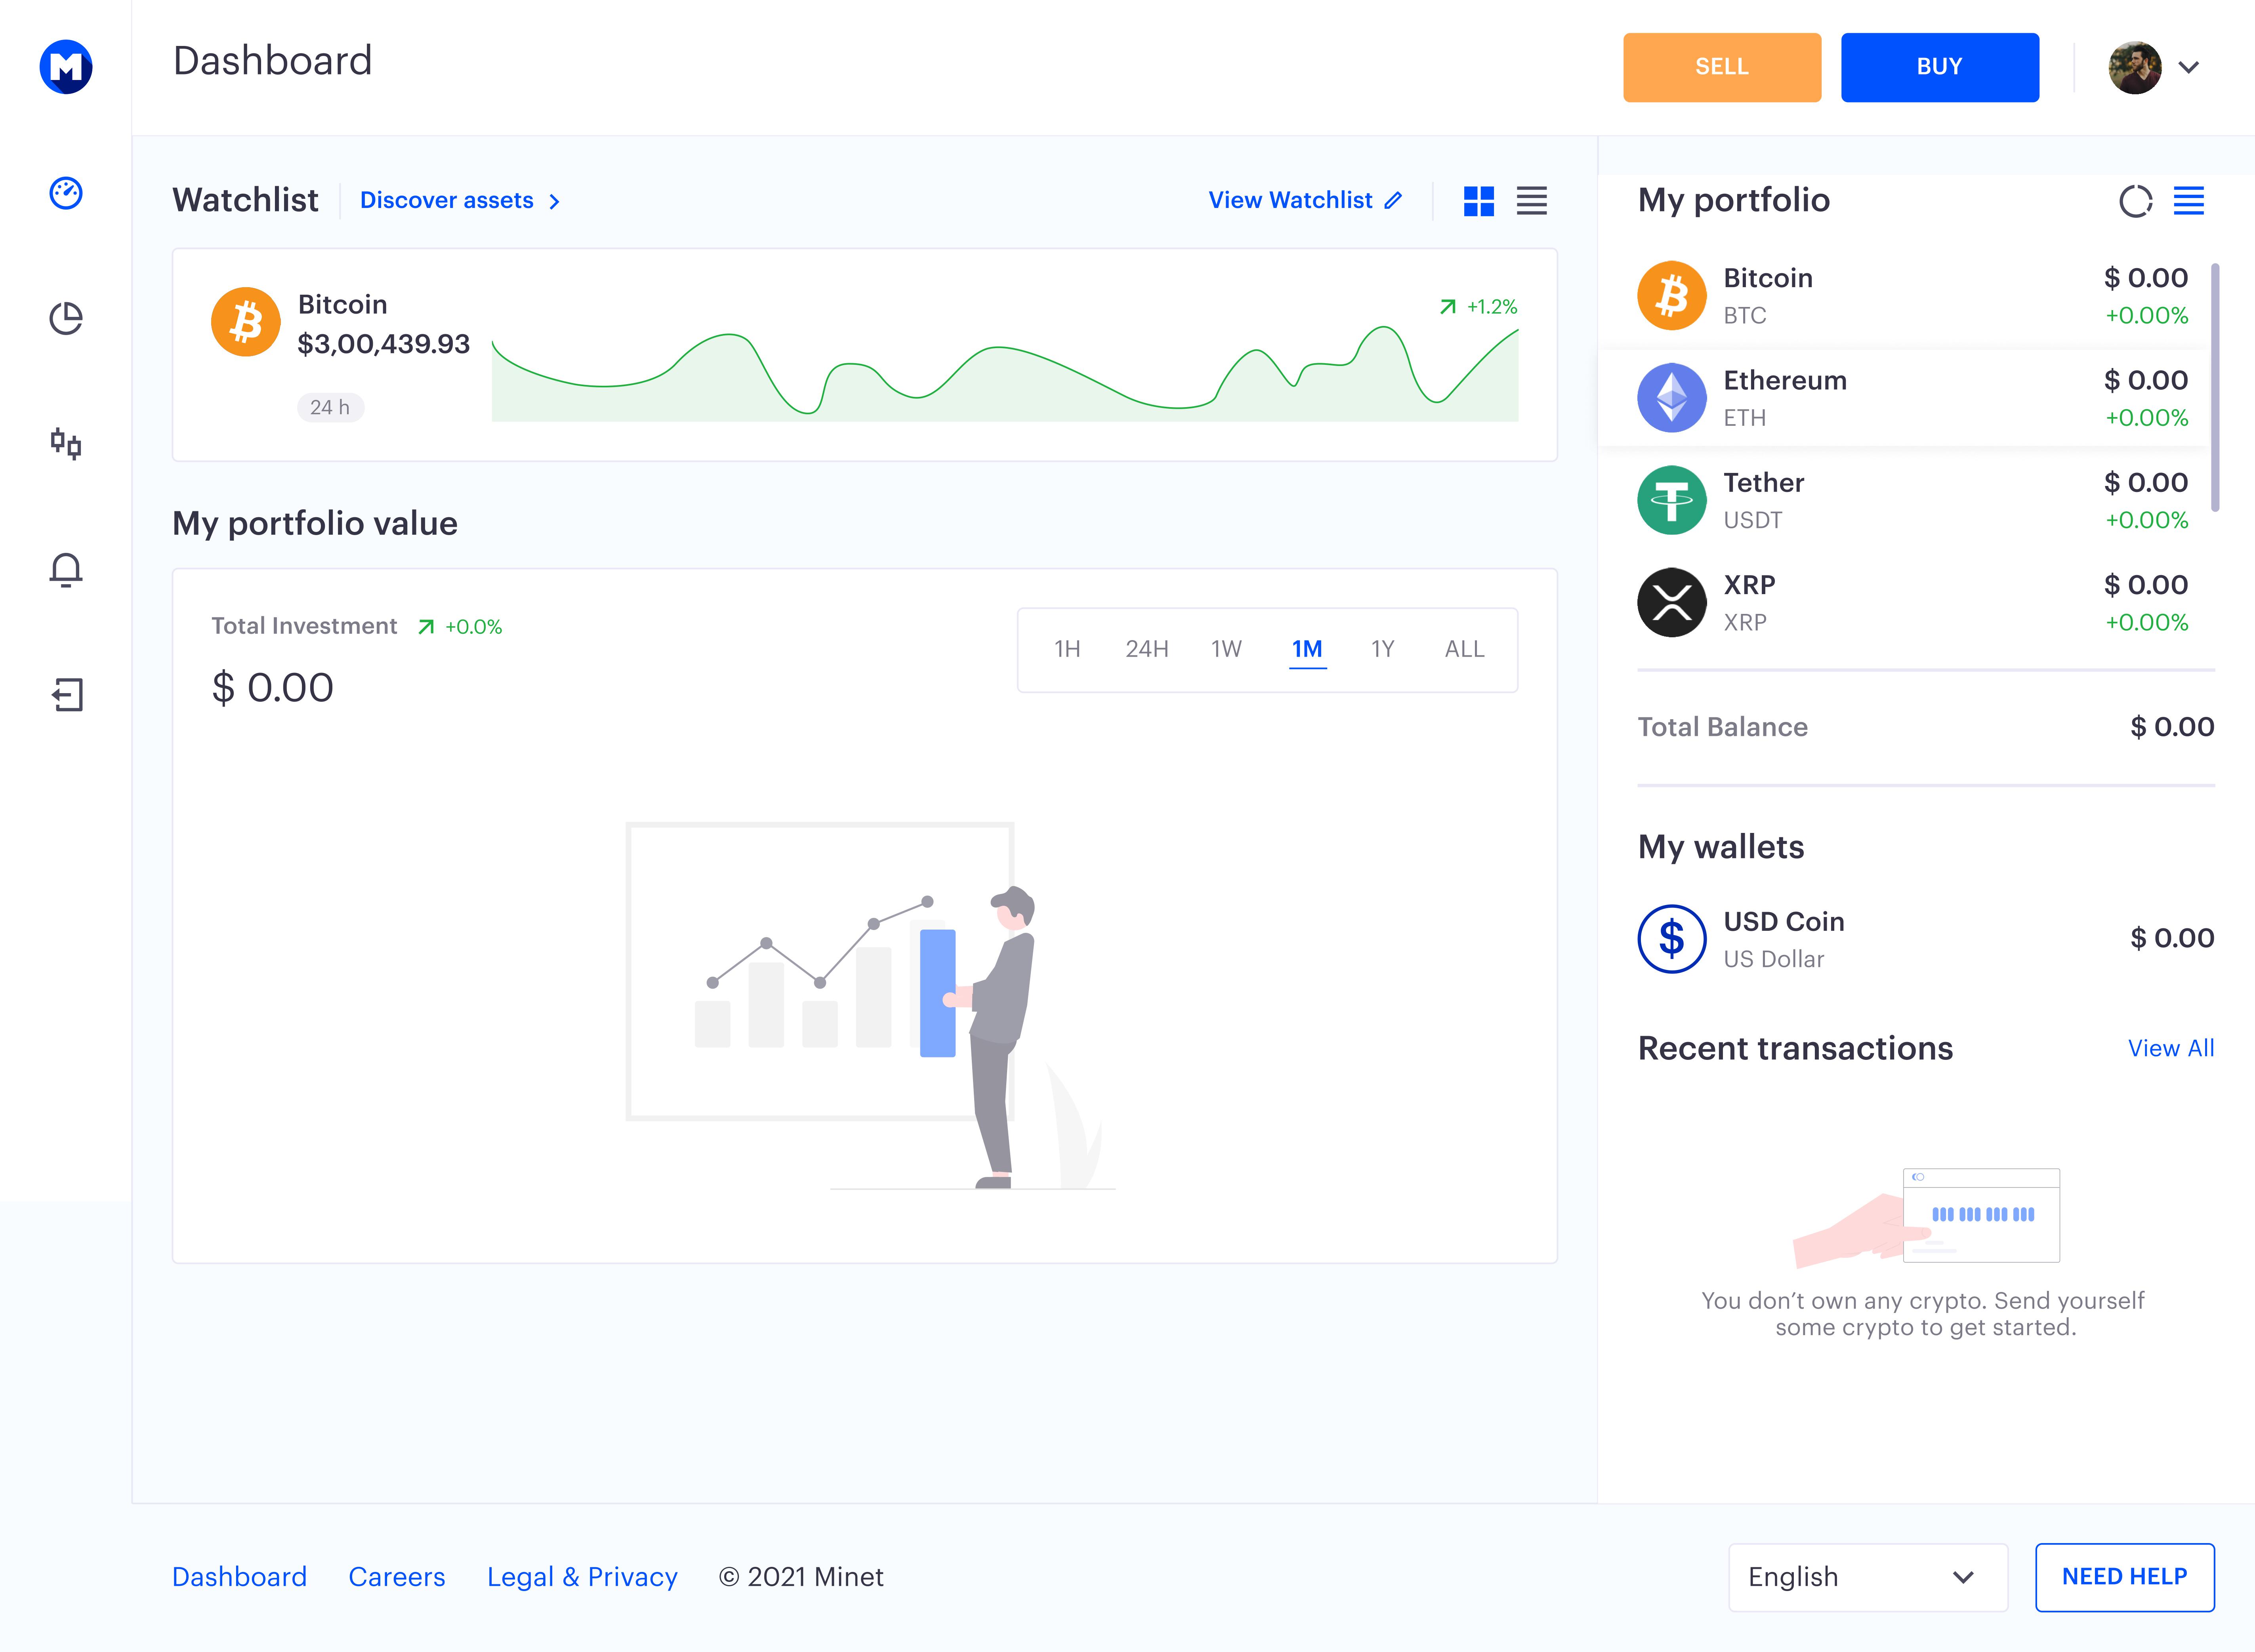 M
Dashboard
SELL
BUY
Watchlist
Discover assets
View Watchlist
Bitcoin
$3,00,439.93
24 h
+1.2%
My portfolio value
Total Investment
+0.0%
$ 0.00
1H 24H 1W 1M 1Y ALL
My portfolio
Bitcoin
$ 0.00
BTC
+0.00%
Ethereum
$ 0.00
ETH
+0.00%
Tether
$ 0.00
USDT
+0.00%
XRP
$ 0.00
XRP
+0.00%
Total Balance
$ 0.00
My wallets
USD Coin
US Dollar
$ 0.00
Recent transactions
View All
You don’t own any crypto. Send yourself
some crypto to get started.
Dashboard
Careers
Legal & Privacy
© 2021 Minet
English
NEED HELP